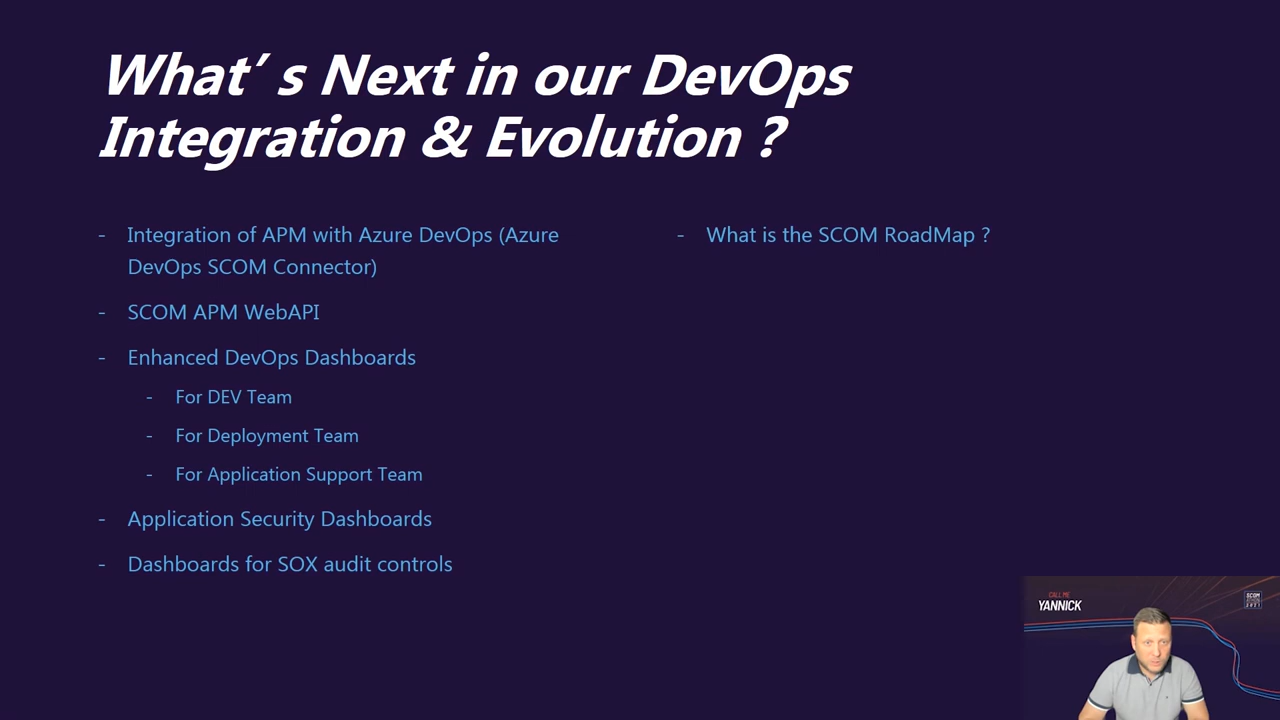 What's Next in our DevOps
Integration & Evolution ?
- Integration of APM with Azure DevOps (Azure
DevOps SCOM Connector)
- SCOM APM WebAPI
- Enhanced DevOps Dashboards
- For DEV Team
- For Deployment Team
- For Application Support Team
- Application Security Dashboards
- Dashboards for SOX audit controls
- What is the SCOM RoadMap ?
CALL ME
YANNICK
SCOM